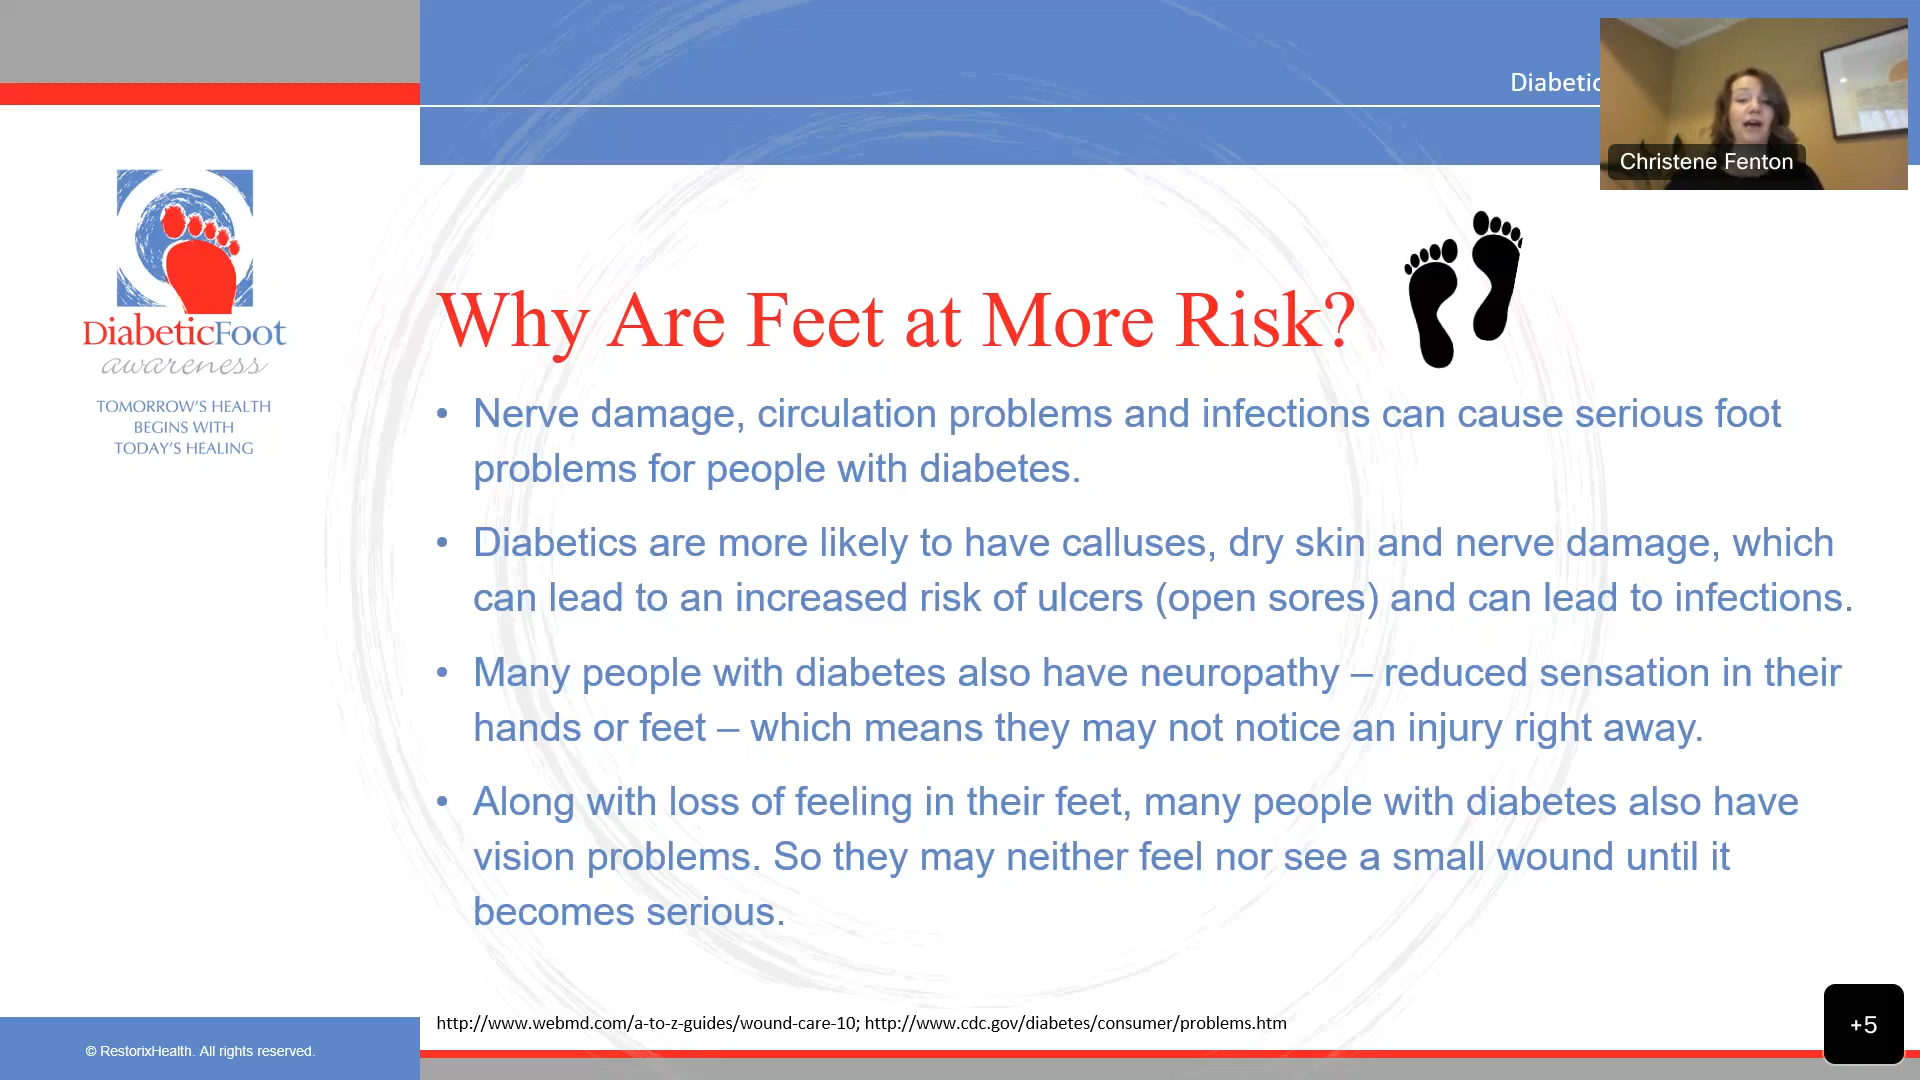 Diabetic
Christene Fenton
DiabeticFoot
awareness
TOMORROW'S HEALTH
BEGINS WITH
TODAY'S HEALING
Why Are Feet at More Risk?
• Nerve damage, circulation problems and infections can cause serious foot
problems for people with diabetes.
• Diabetics are more likely to have calluses, dry skin and nerve damage, which
can lead to an increased risk of ulcers (open sores) and can lead to infections.
• Many people with diabetes also have neuropathy – reduced sensation in their
hands or feet – which means they may not notice an injury right away.
• Along with loss of feeling in their feet, many people with diabetes also have
vision problems. So they may neither feel nor see a small wound until it
becomes serious.
http://www.webmd.com/a-to-z-guides/wound-care-10; http://www.cdc.gov/diabetes/consumer/problems.htm
+5
© RestorixHealth. All rights reserved.